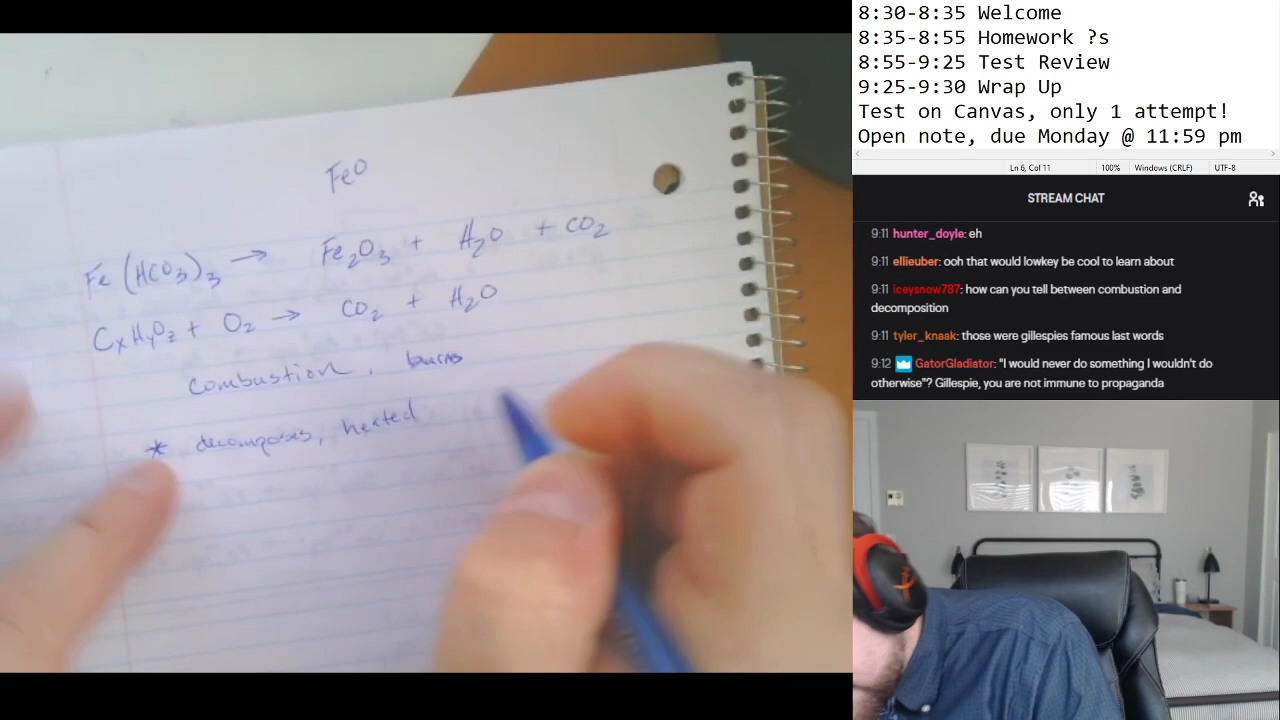 FeO
Fe(HCO3)3 → Fe2O3 + H2O + CO2
CxHyOz + O2 → CO2 + H2O
combustion, burns
* decomposes, heated
8:30-8:35 Welcome
8:35-8:55 Homework ?s
8:55-9:25 Test Review
9:25-9:30 Wrap Up
Test on Canvas, only 1 attempt!
Open note, due Monday @ 11:59 pm
Ln 6, Col 11 100% Windows (CRLF) UTF-8
STREAM CHAT
9:11 hunter_doyle: eh
9:11 ellieuber: ooh that would lowkey be cool to learn about
9:11 iceysnow787: how can you tell between combustion and
decomposition
9:11 tyler_knaak: those were gillespies famous last words
9:12 GatorGladiator: "I would never do something I wouldn't do
otherwise"? Gillespie, you are not immune to propaganda